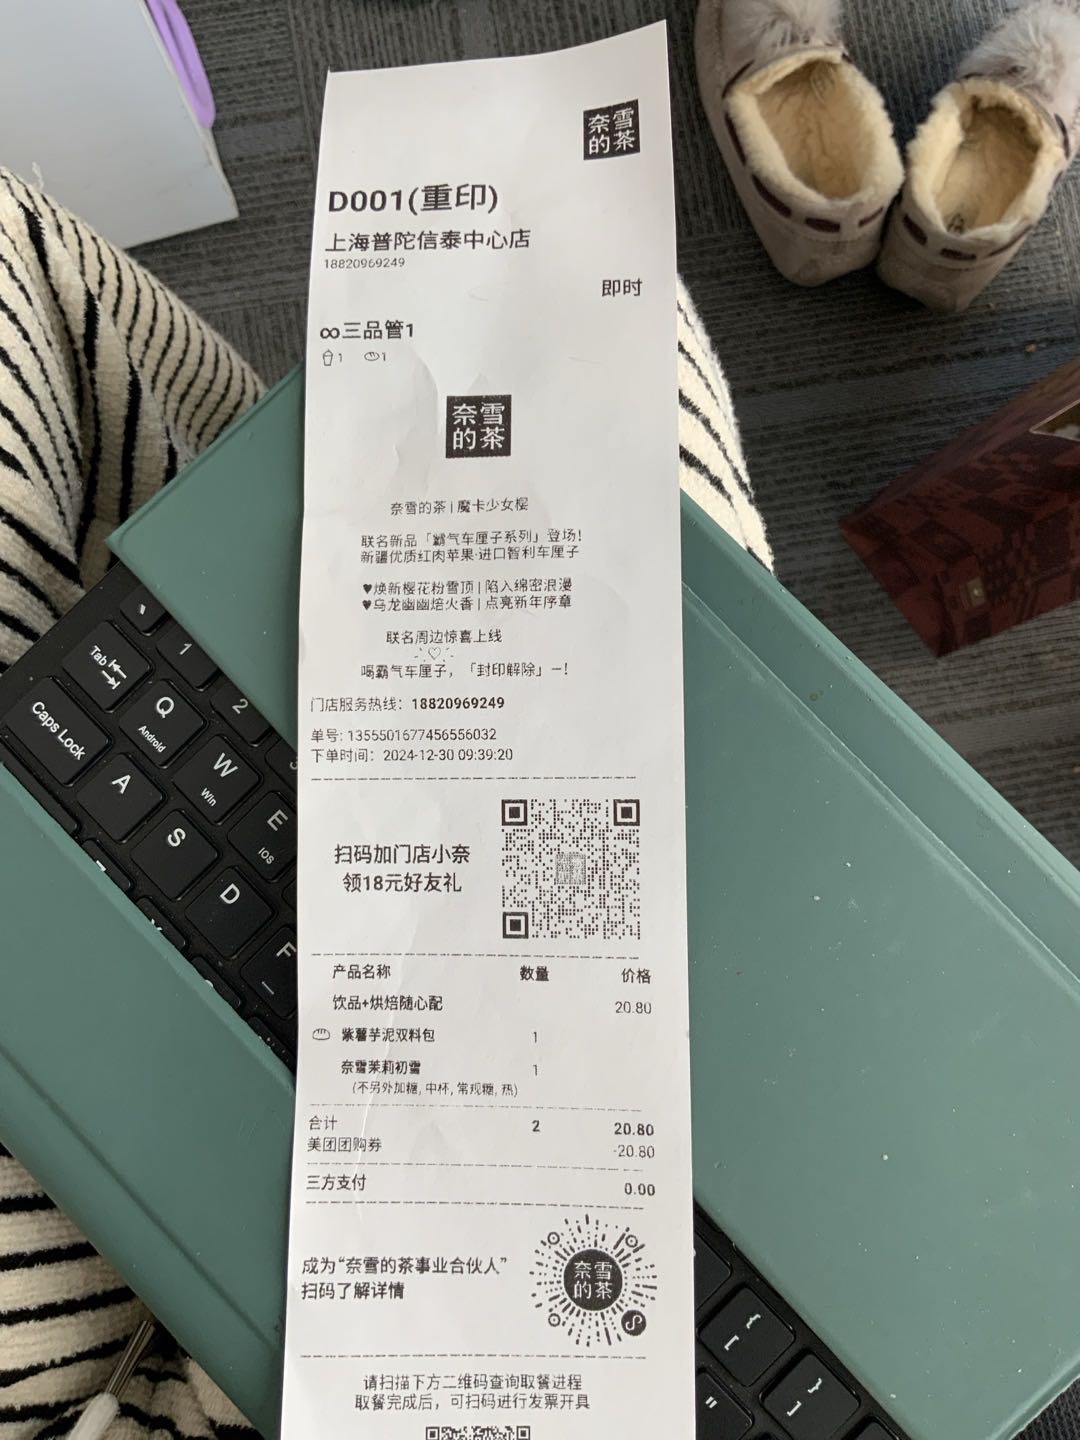 奈雪
的茶
D001(重印)
上海普陀信泰中心店
18820969249
即时
∞三品管1
1 1
奈雪
的茶
奈雪的茶 | 魔卡少女樱
联名新品「霸气车厘子系列」登场!
新疆优质红肉苹果·进口智利车厘子
♥焕新樱花粉雪顶 | 陷入绵密浪漫
♥乌龙幽幽焙火香 | 点亮新年序章
联名周边惊喜上线
喝霸气车厘子，「封印解除」—!
门店服务热线：18820969249
单号: 1355501677456556032
下单时间：2024-12-30 09:39:20
扫码加门店小奈
领18元好友礼
产品名称 数量 价格
饮品+烘焙随心配 20.80
紫薯芋泥双料包 1
奈雪茉莉初雪 1
(不另外加糖, 中杯, 常规糖, 热)
合计 2 20.80
美团团购券 -20.80
三方支付 0.00
成为“奈雪的茶事业合伙人”
扫码了解详情
奈雪
的茶
请扫描下方二维码查询取餐进程
取餐完成后，可扫码进行发票开具
Tab
1
2
3
Caps Lock
Q
Android
W
Win
E
iOS
A
S
D
F
{
[
}
]
"